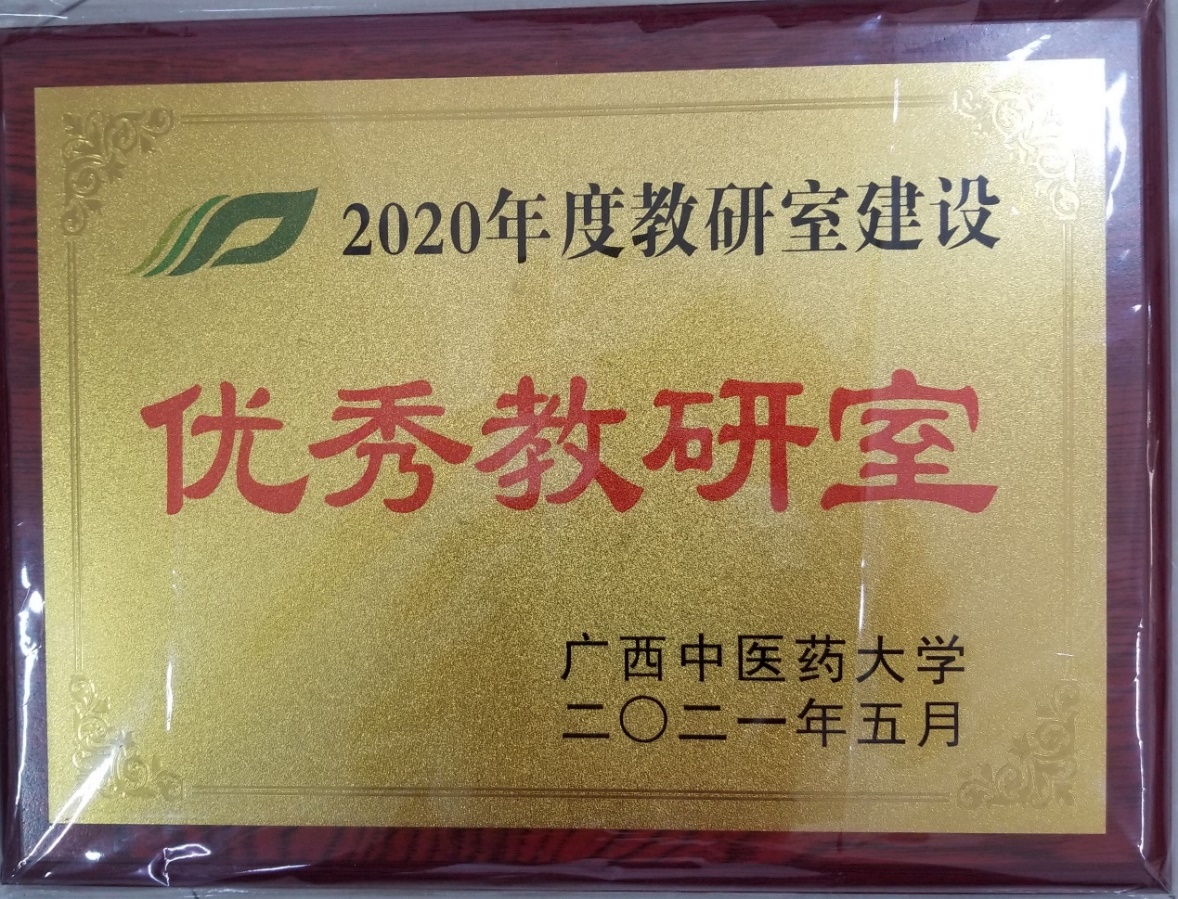 2020年度教研室建设
优秀教研室
广西中医药大学
二〇二一年五月